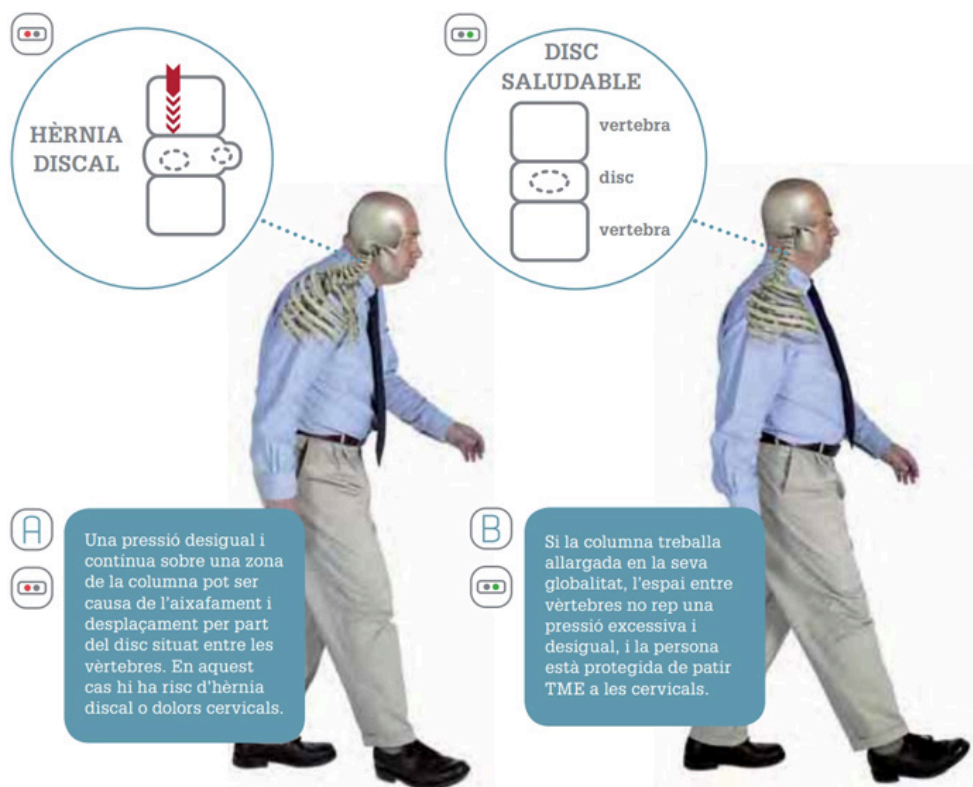 HÈRNIA
DISCAL
DISC
SALUDABLE
vertebra
disc
vertebra
A
Una pressió desigual i
contínua sobre una zona
de la columna pot ser
causa de l'aixafament i
desplaçament per part
del disc situat entre les
vèrtebres. En aquest
cas hi ha risc d'hèrnia
discal o dolors cervicals.
B
Si la columna treballa
allargada en la seva
globalitat, l'espai entre
vèrtebres no rep una
pressió excessiva i
desigual, i la persona
està protegida de patir
TME a les cervicals.